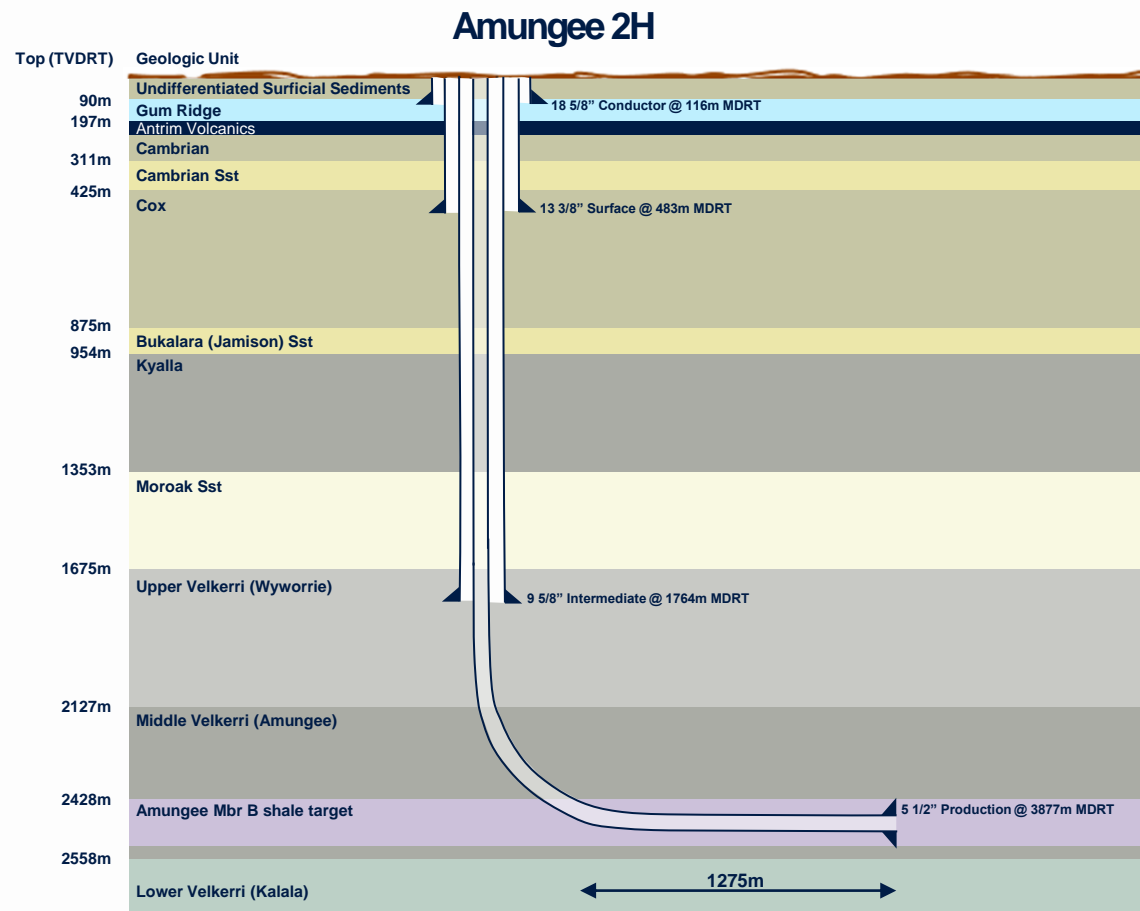 Amungee 2H
Top (TVDRT) Geologic Unit
Undifferentiated Surficial Sediments
90m
18 5/8” Conductor @ 116m MDRT
Gum Ridge
197m
Antrim Volcanics
Cambrian
311m
Cambrian Sst
425m
Cox
13 3/8” Surface @ 483m MDRT
875m
Bukalara (Jamison) Sst
954m
Kyalla
1353m
Moroak Sst
1675m
Upper Velkerri (Wyworrie)
9 5/8” Intermediate @ 1764m MDRT
2127m
Middle Velkerri (Amungee)
2428m
Amungee Mbr B shale target
5 1/2” Production @ 3877m MDRT
2558m
1275m
Lower Velkerri (Kalala)